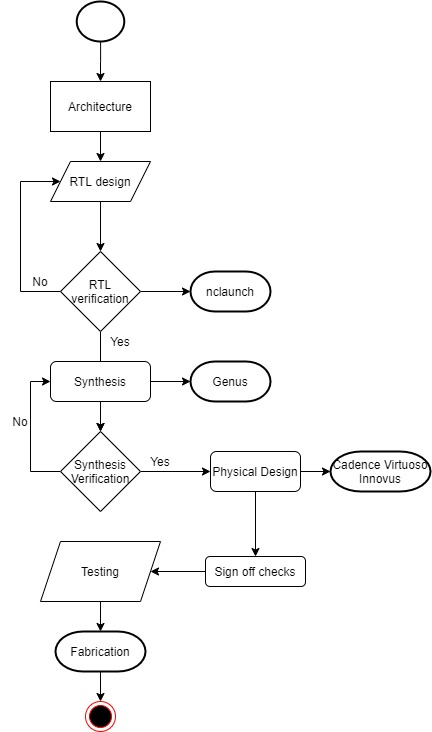 Architecture
RTL design
No
RTL
verification
nclaunch
Yes
Synthesis
Genus
No
Synthesis
Verification
Yes
Physical Design
Cadence Virtuoso
Innovus
Testing
Sign off checks
Fabrication